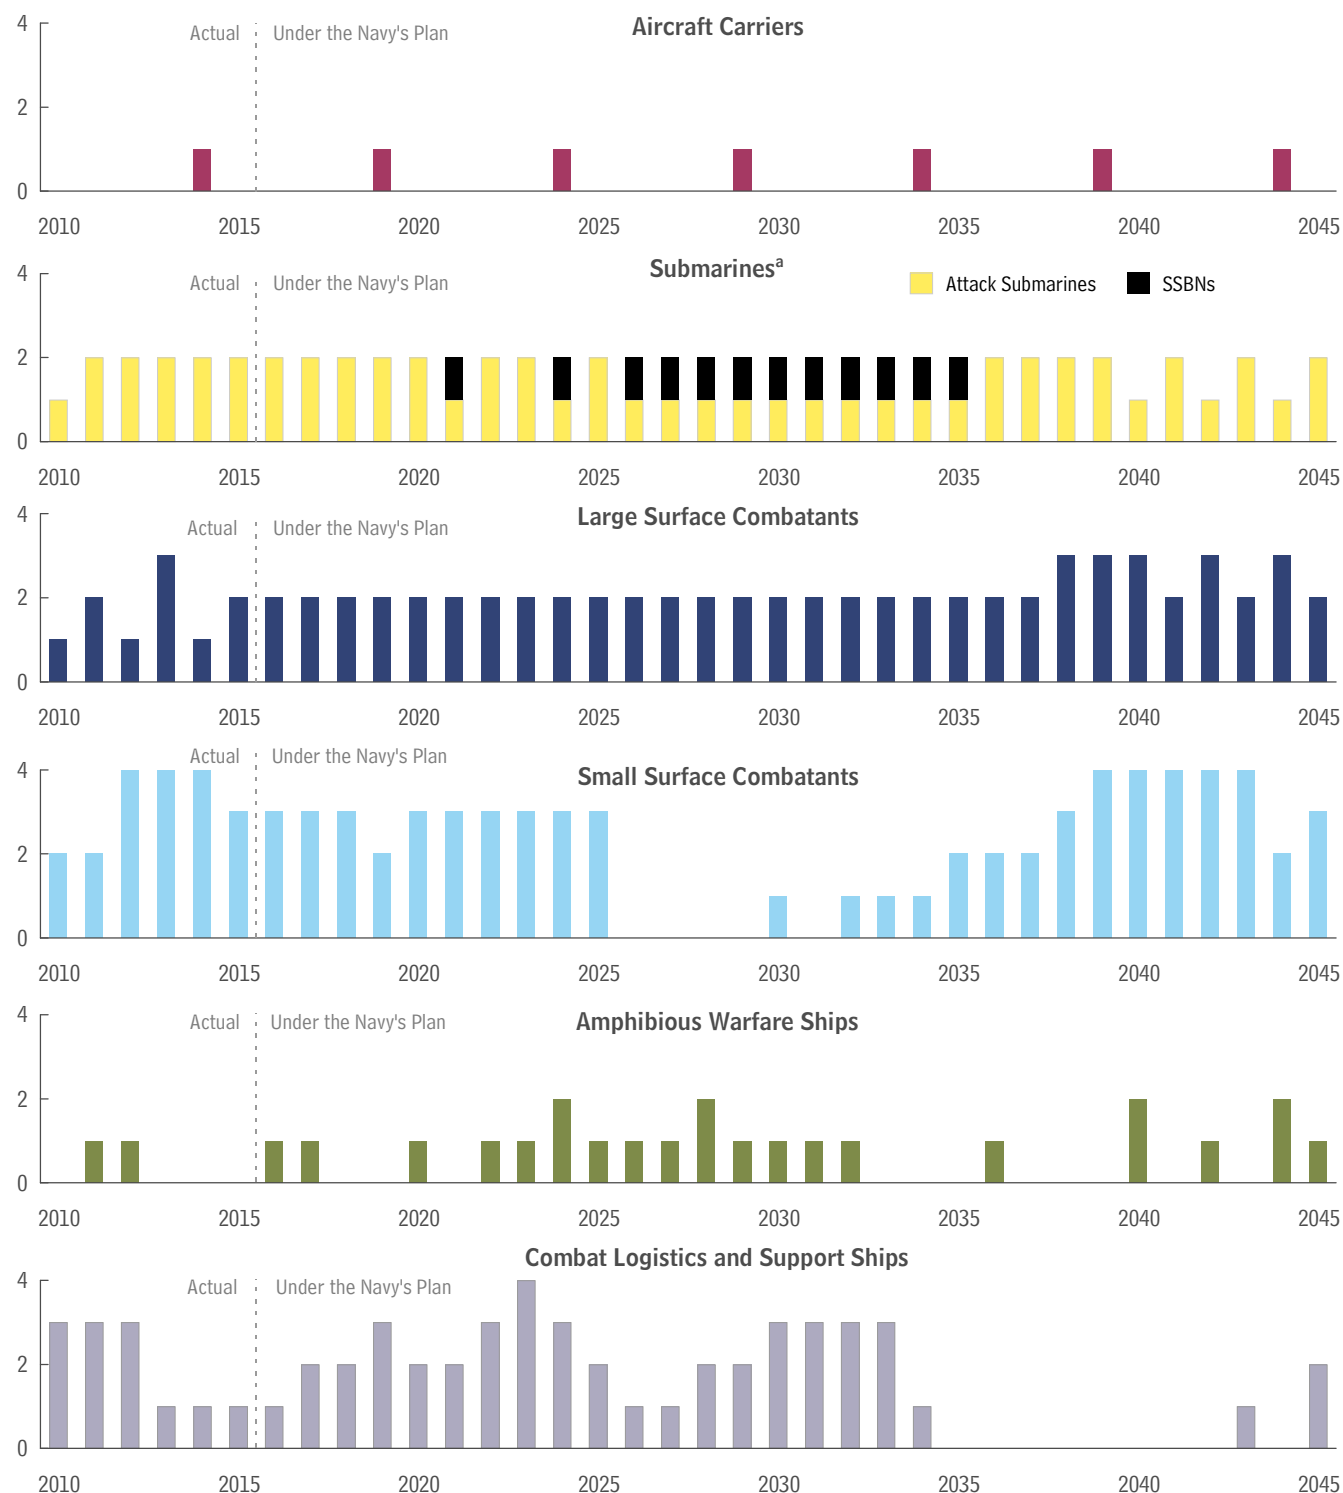 Aircraft Carriers
4
Actual Under the Navy's Plan
2
0
2010 2015 2020 2025 2030 2035 2040 2045
Submarinesa
4
Actual Under the Navy's Plan Attack Submarines SSBNs
2
0
2010 2015 2020 2025 2030 2035 2040 2045
Large Surface Combatants
4
Actual Under the Navy's Plan
2
0
2010 2015 2020 2025 2030 2035 2040 2045
Actual Under the Navy's Plan
4
Small Surface Combatants
2
0
2010 2015 2020 2025 2030 2035 2040 2045
4
Actual Under the Navy's Plan Amphibious Warfare Ships
2
0
2010 2015 2020 2025 2030 2035 2040 2045
Combat Logistics and Support Ships
4
Actual Under the Navy's Plan
2
0
2010 2015 2020 2025 2030 2035 2040 2045